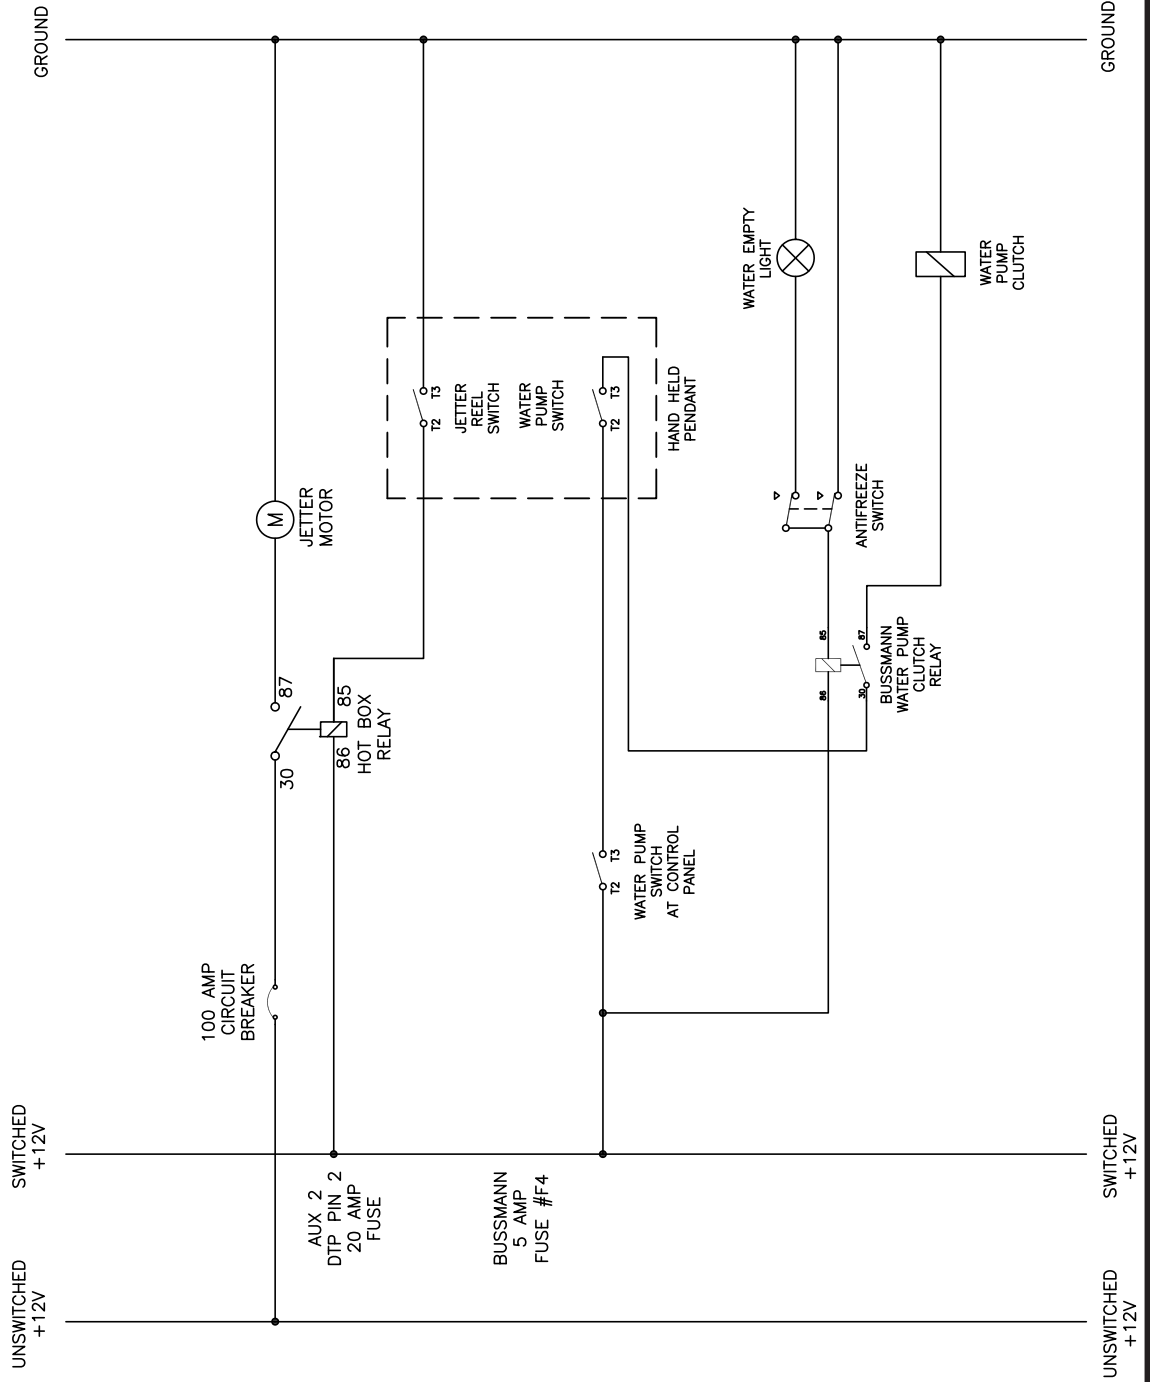 UNSWITCHED
+12V
SWITCHED
+12V
GROUND
100 AMP
CIRCUIT
BREAKER
30
87
JETTER
MOTOR
M
AUX 2
DTP PIN 2
20 AMP
FUSE
86
85
HOT BOX
RELAY
T2
T3
JETTER
REEL
SWITCH
BUSSMANN
5 AMP
FUSE #F4
T2
T3
WATER PUMP
SWITCH
AT CONTROL
PANEL
WATER
PUMP
SWITCH
T2
T3
HAND HELD
PENDANT
WATER EMPTY
LIGHT
86
85
ANTIFREEZE
SWITCH
30
87
BUSSMANN
WATER PUMP
CLUTCH
RELAY
WATER
PUMP
CLUTCH
UNSWITCHED
+12V
SWITCHED
+12V
GROUND